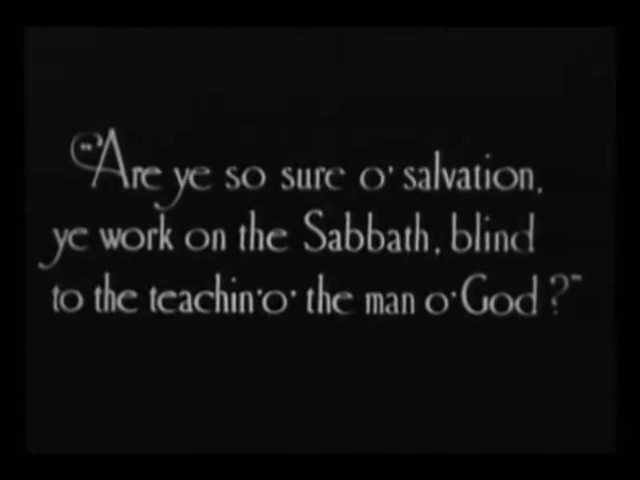 "Are ye so sure o' salvation,
ye work on the Sabbath, blind
to the teachin' o' the man o' God?"